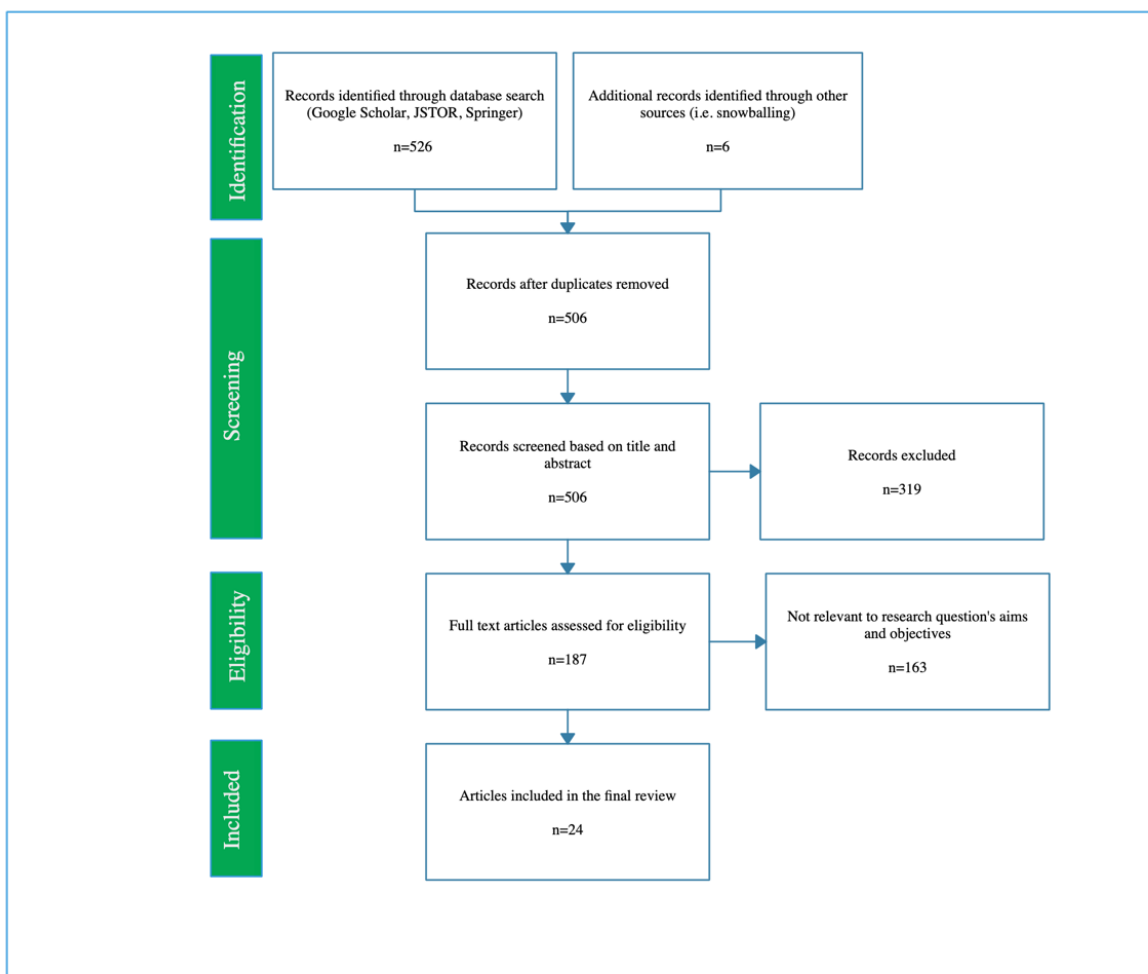 Identification
Records identified through database search
(Google Scholar, JSTOR, Springer)
n=526
Additional records identified through other
sources (i.e. snowballing)
n=6
Screening
Records after duplicates removed
n=506
Records screened based on title and
abstract
n=506
Records excluded
n=319
Eligibility
Full text articles assessed for eligibility
n=187
Not relevant to research question's aims
and objectives
n=163
Included
Articles included in the final review
n=24